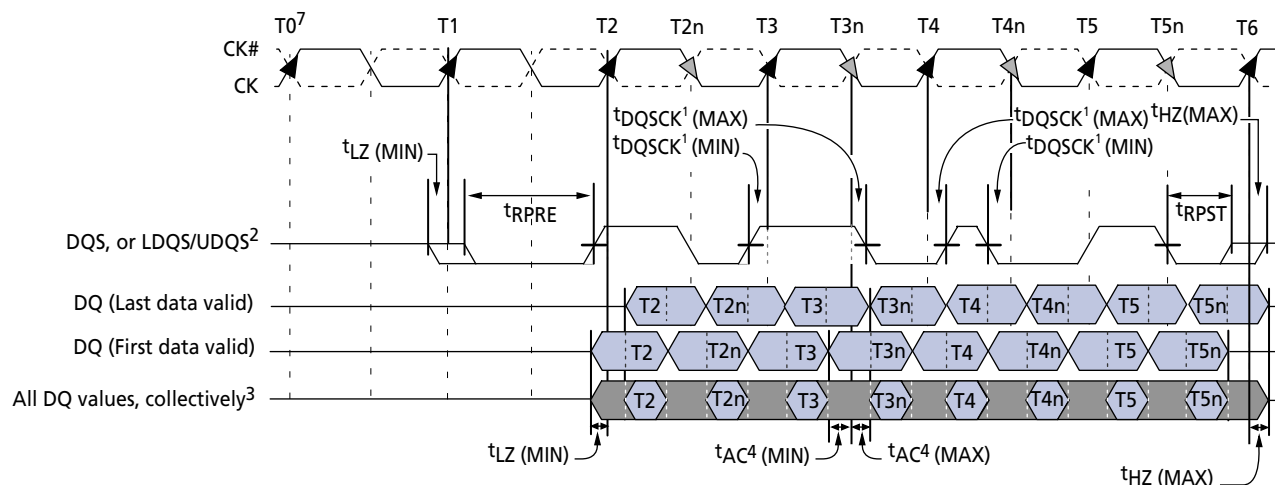 T0⁷ T1 T2 T2n T3 T3n T4 T4n T5 T5n T6
CK#
CK
tDQSCK¹ (MAX) tDQSCK¹ (MAX) tHZ(MAX)
tLZ (MIN) tDQSCK¹ (MIN) tDQSCK¹ (MIN)
tRPRE tRPST
DQS, or LDQS/UDQS²
DQ (Last data valid) T2 T2n T3 T3n T4 T4n T5 T5n
DQ (First data valid) T2 T2n T3 T3n T4 T4n T5 T5n
All DQ values, collectively³ T2 T2n T3 T3n T4 T4n T5 T5n
tLZ (MIN) tAC⁴ (MIN) tAC⁴ (MAX)
tHZ (MAX)